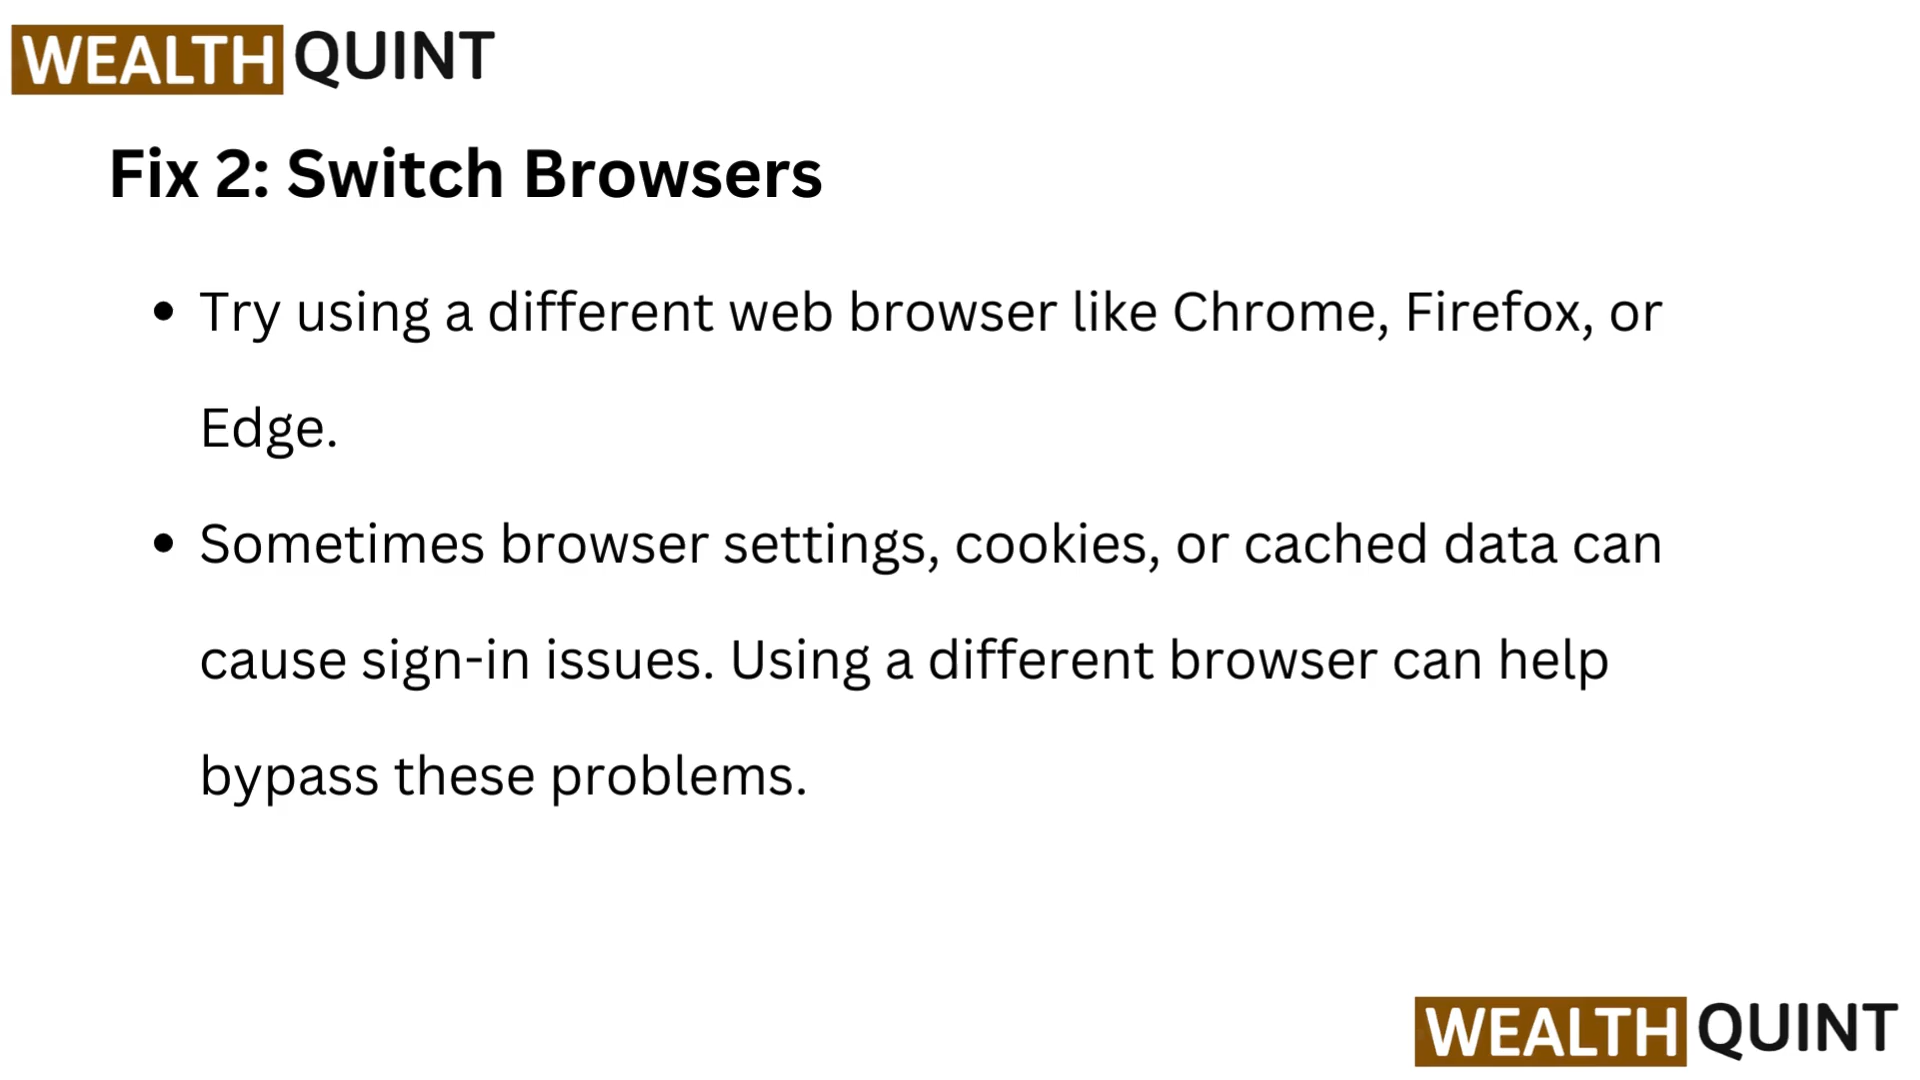 WEALTH QUINT
Fix 2: Switch Browsers
• Try using a different web browser like Chrome, Firefox, or
Edge.
• Sometimes browser settings, cookies, or cached data can
cause sign-in issues. Using a different browser can help
bypass these problems.
WEALTH QUINT